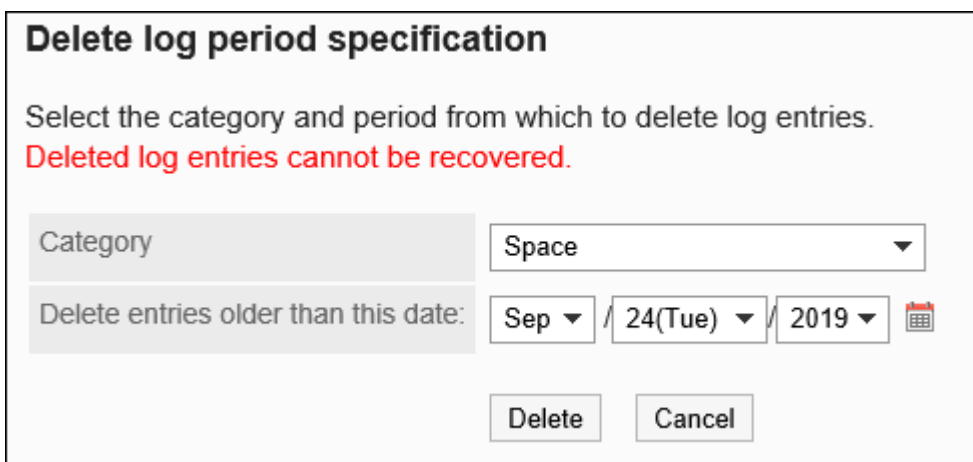 Delete log period specification
Select the category and period from which to delete log entries.
Deleted log entries cannot be recovered.
Category Space
Delete entries older than this date: Sep / 24(Tue) / 2019
Delete Cancel